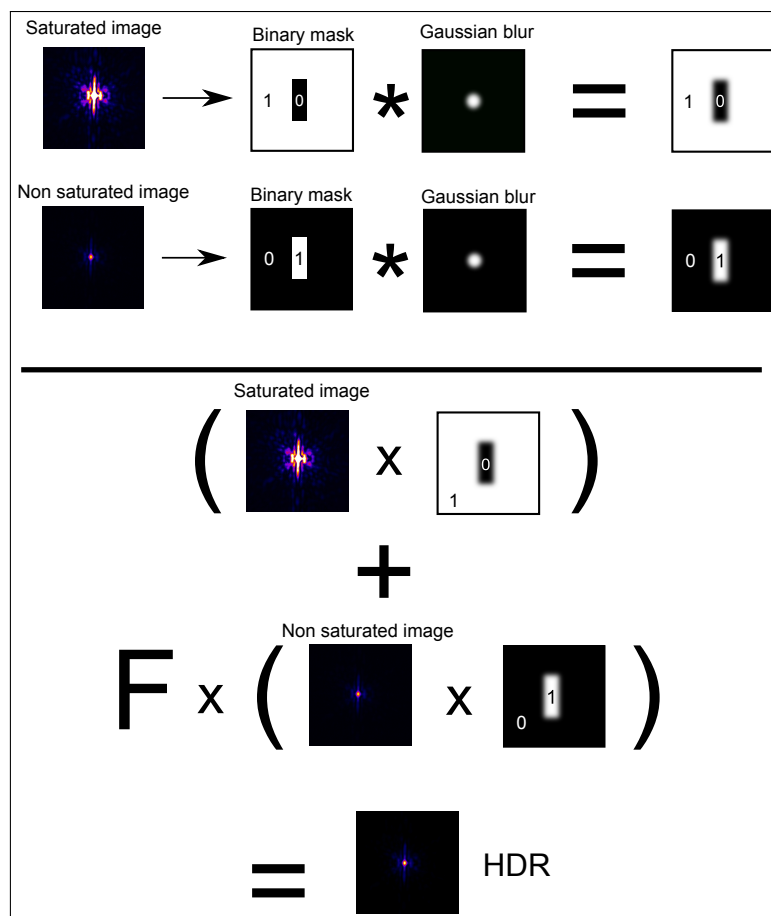 Saturated image
Binary mask
Gaussian blur
1 0 * = 1 0
Non saturated image
Binary mask
Gaussian blur
0 1 * = 0 1
Saturated image
( x 0 1 )
+
Non saturated image
F x ( x 1 0 )
= HDR